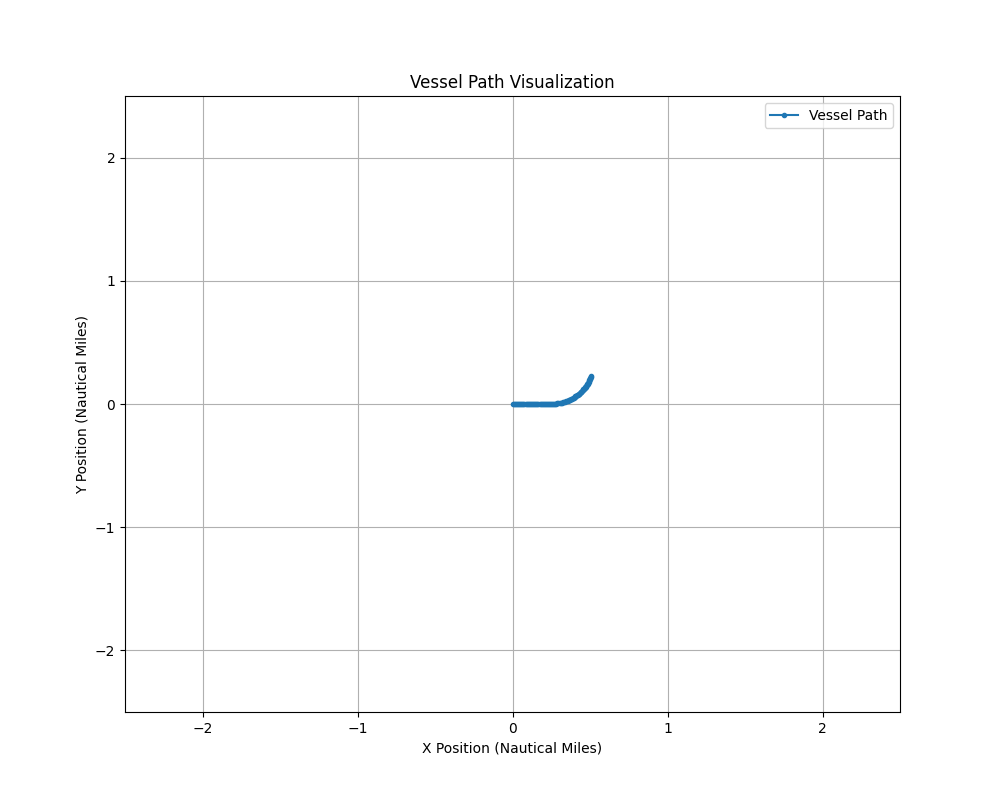 Vessel Path Visualization
Vessel Path
2
1
0
−1
−2
Y Position (Nautical Miles)
−2
−1
0
1
2
X Position (Nautical Miles)